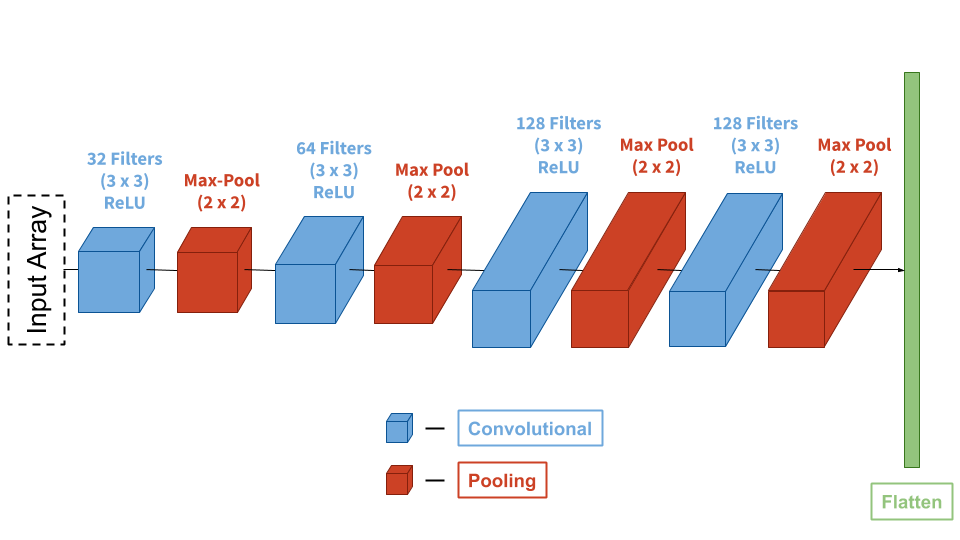 Input Array
32 Filters
(3 x 3)
ReLU
Max-Pool
(2 x 2)
64 Filters
(3 x 3)
ReLU
Max Pool
(2 x 2)
128 Filters
(3 x 3)
ReLU
Max Pool
(2 x 2)
128 Filters
(3 x 3)
ReLU
Max Pool
(2 x 2)
Convolutional
Pooling
Flatten